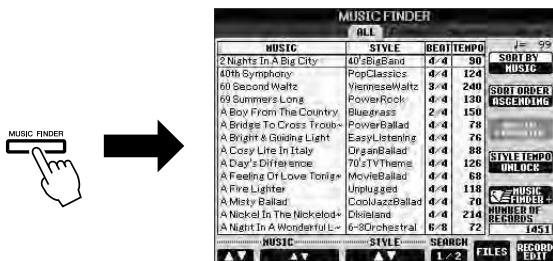 MUSIC FINDER
MUSIC FINDER
ALL
MUSIC STYLE BEAT TEMPO
♩= 99
2 Nights In A Big City 40'sBigBand 4/4 90
40th Symphony PopClassics 4/4 124
60 Second Waltz VienneseWaltz 3/4 240
69 Summers Long PowerRock 4/4 130
A Boy From The Country Bluegrass 2/4 150
A Bridge To Cross Troub~ PowerBallad 4/4 78
A Bright & Guiding Light EasyListening 4/4 76
A Cosy Life In Italy OrganBallad 4/4 88
A Day's Difference 70'sTVTheme 4/4 126
A Feeling Of Love Tonig~ MovieBallad 4/4 68
A Fire Lighter Unplugged 4/4 118
A Misty Ballad CoolJazzBallad 4/4 70
A Nickel In The Nickelod~ Dixieland 4/4 214
A Night In A Wonderful L~ 6-8Orchestral 6/8 72
SORT BY
MUSIC
SORT ORDER
ASCENDING
STYLE TEMPO
UNLOCK
MUSIC
FINDER+
NUMBER OF
RECORDS
1451
MUSIC STYLE SEARCH
▲▼ ▲▼ ▲▼ 1/2 FILES RECORD
EDIT